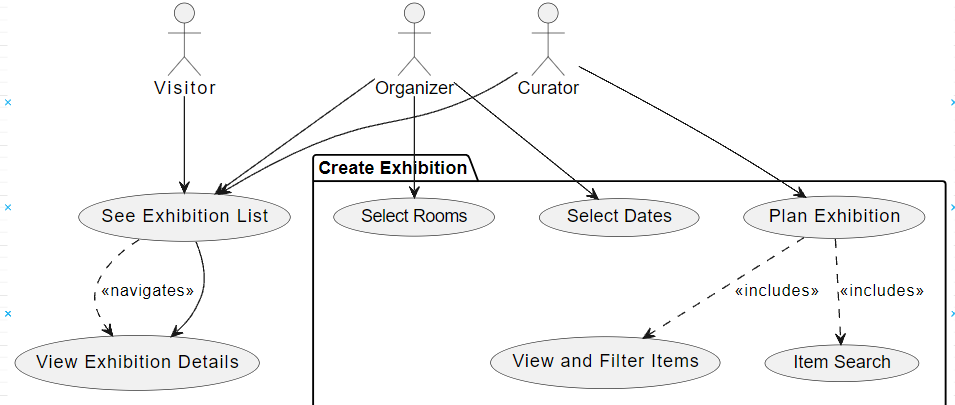 Visitor
Organizer
Curator
Create Exhibition
See Exhibition List
Select Rooms
Select Dates
Plan Exhibition
«navigates»
«includes»
«includes»
View Exhibition Details
View and Filter Items
Item Search